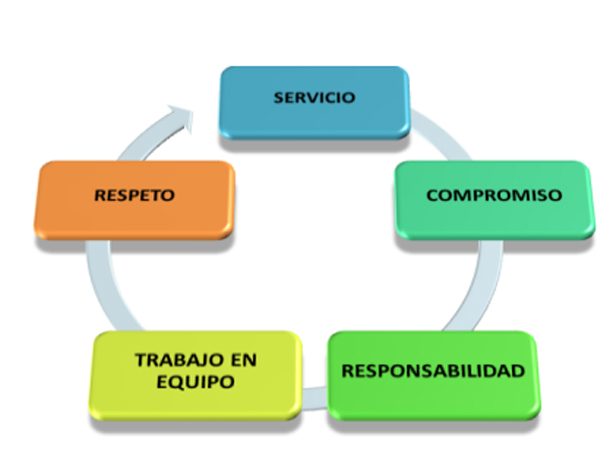 SERVICIO
COMPROMISO
RESPONSABILIDAD
TRABAJO EN
EQUIPO
RESPETO